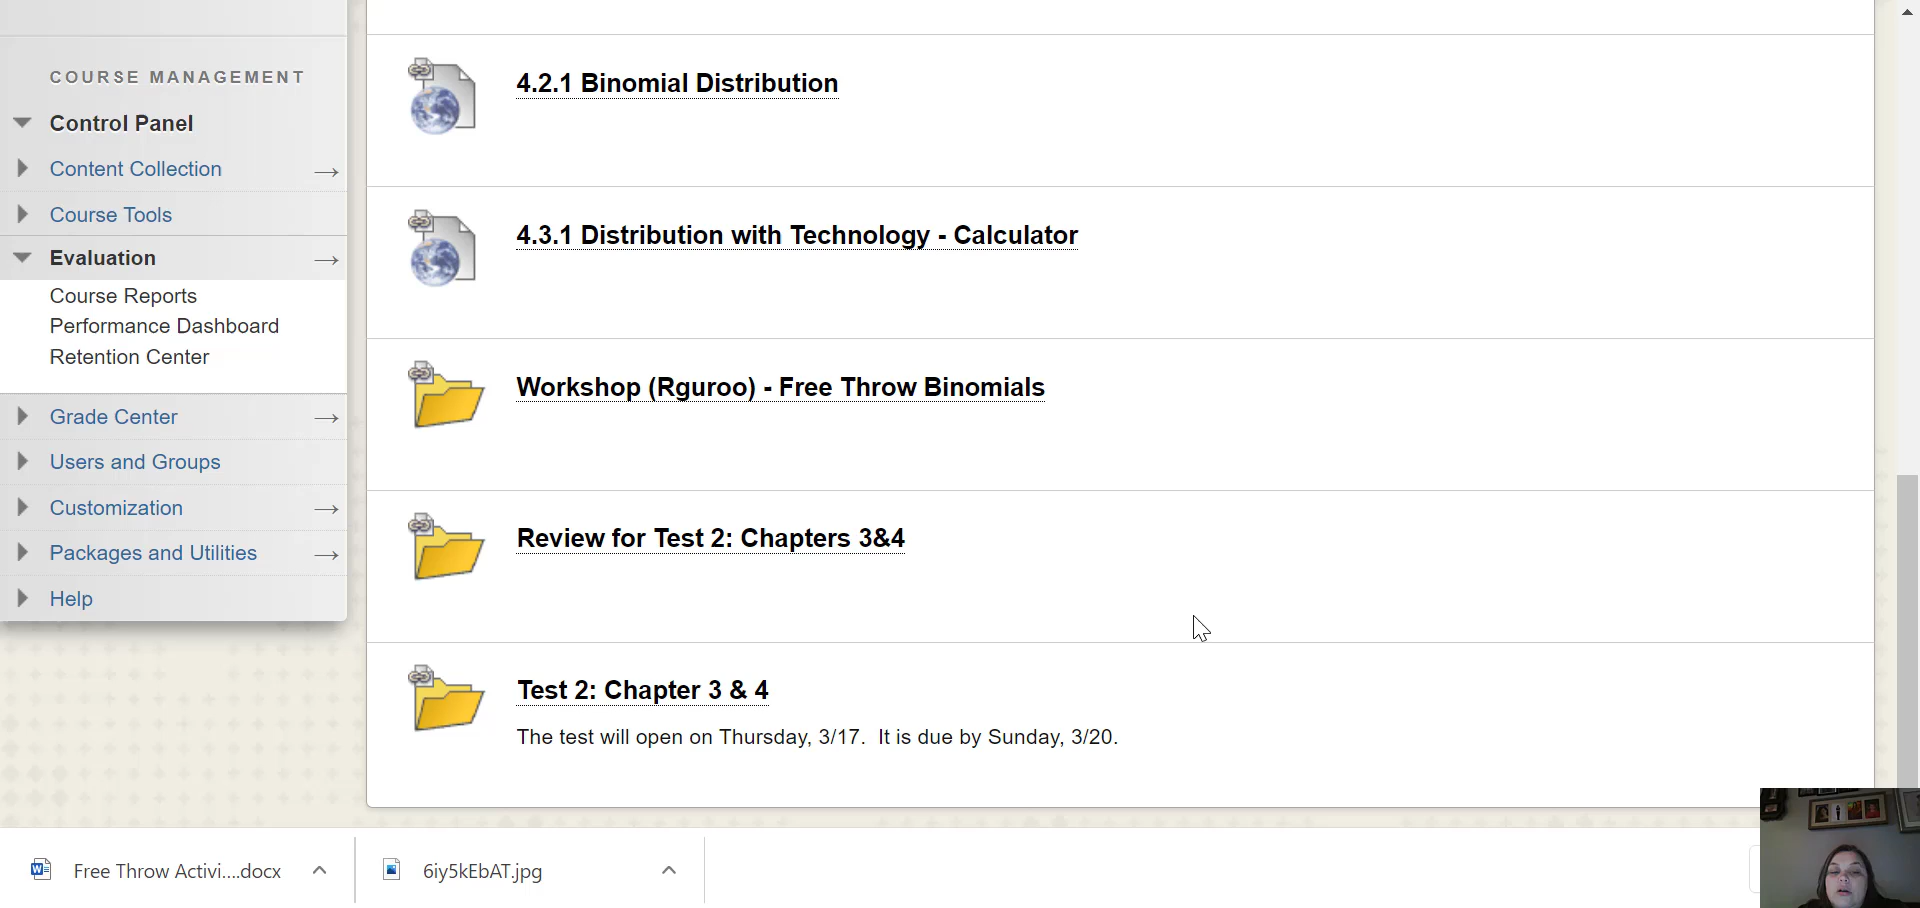 COURSE MANAGEMENT
Control Panel
Content Collection
Course Tools
Evaluation
Course Reports
Performance Dashboard
Retention Center
Grade Center
Users and Groups
Customization
Packages and Utilities
Help
4.2.1 Binomial Distribution
4.3.1 Distribution with Technology - Calculator
Workshop (Rguroo) - Free Throw Binomials
Review for Test 2: Chapters 3&4
Test 2: Chapter 3 & 4
The test will open on Thursday, 3/17. It is due by Sunday, 3/20.
Free Throw Activi....docx
6iy5kEbAT.jpg